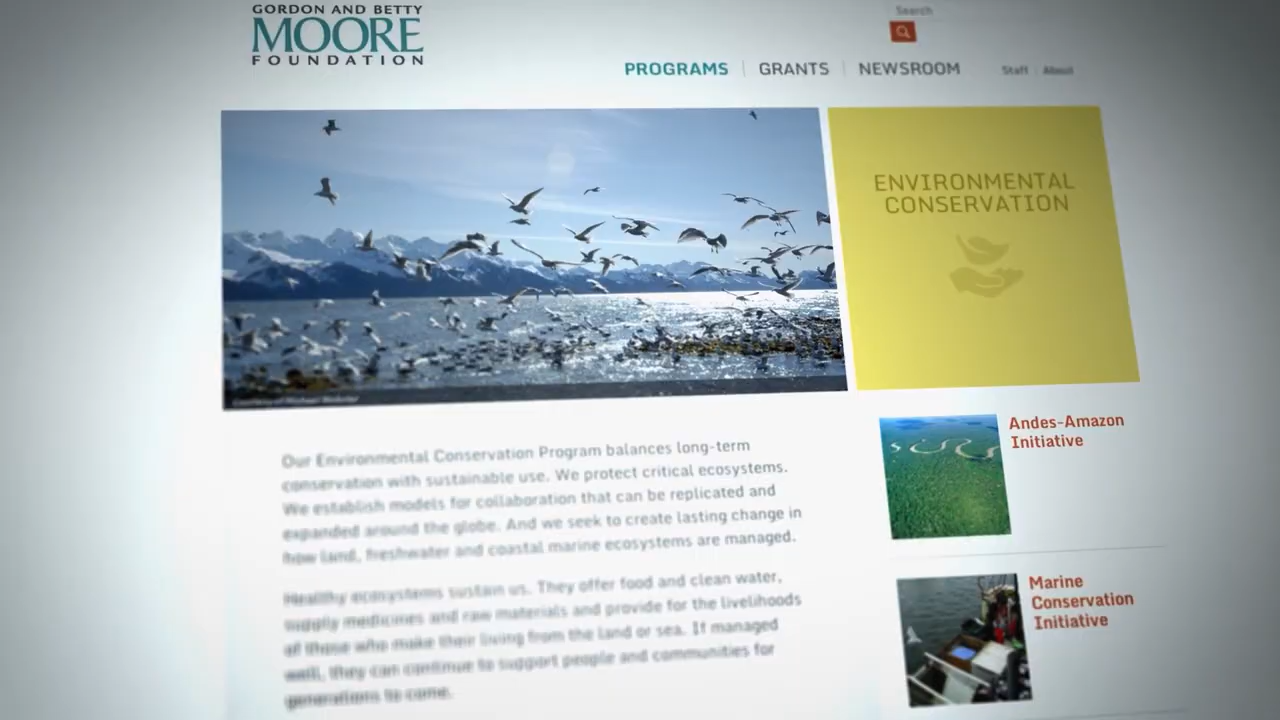 GORDON AND BETTY
MOORE
FOUNDATION
Search
PROGRAMS
GRANTS
NEWSROOM
Staff
About
ENVIRONMENTAL
CONSERVATION
Our Environmental Conservation Program balances long-term
conservation with sustainable use. We protect critical ecosystems.
We establish models for collaboration that can be replicated and
expanded around the globe. And we seek to create lasting change in
how land, freshwater and coastal marine ecosystems are managed.
Healthy ecosystems sustain us. They offer food and clean water,
supply medicines and raw materials and provide for the livelihoods
of those who make their living from the land or sea. If managed
well, they can continue to support people and communities for
generations to come.
Andes-Amazon
Initiative
Marine
Conservation
Initiative